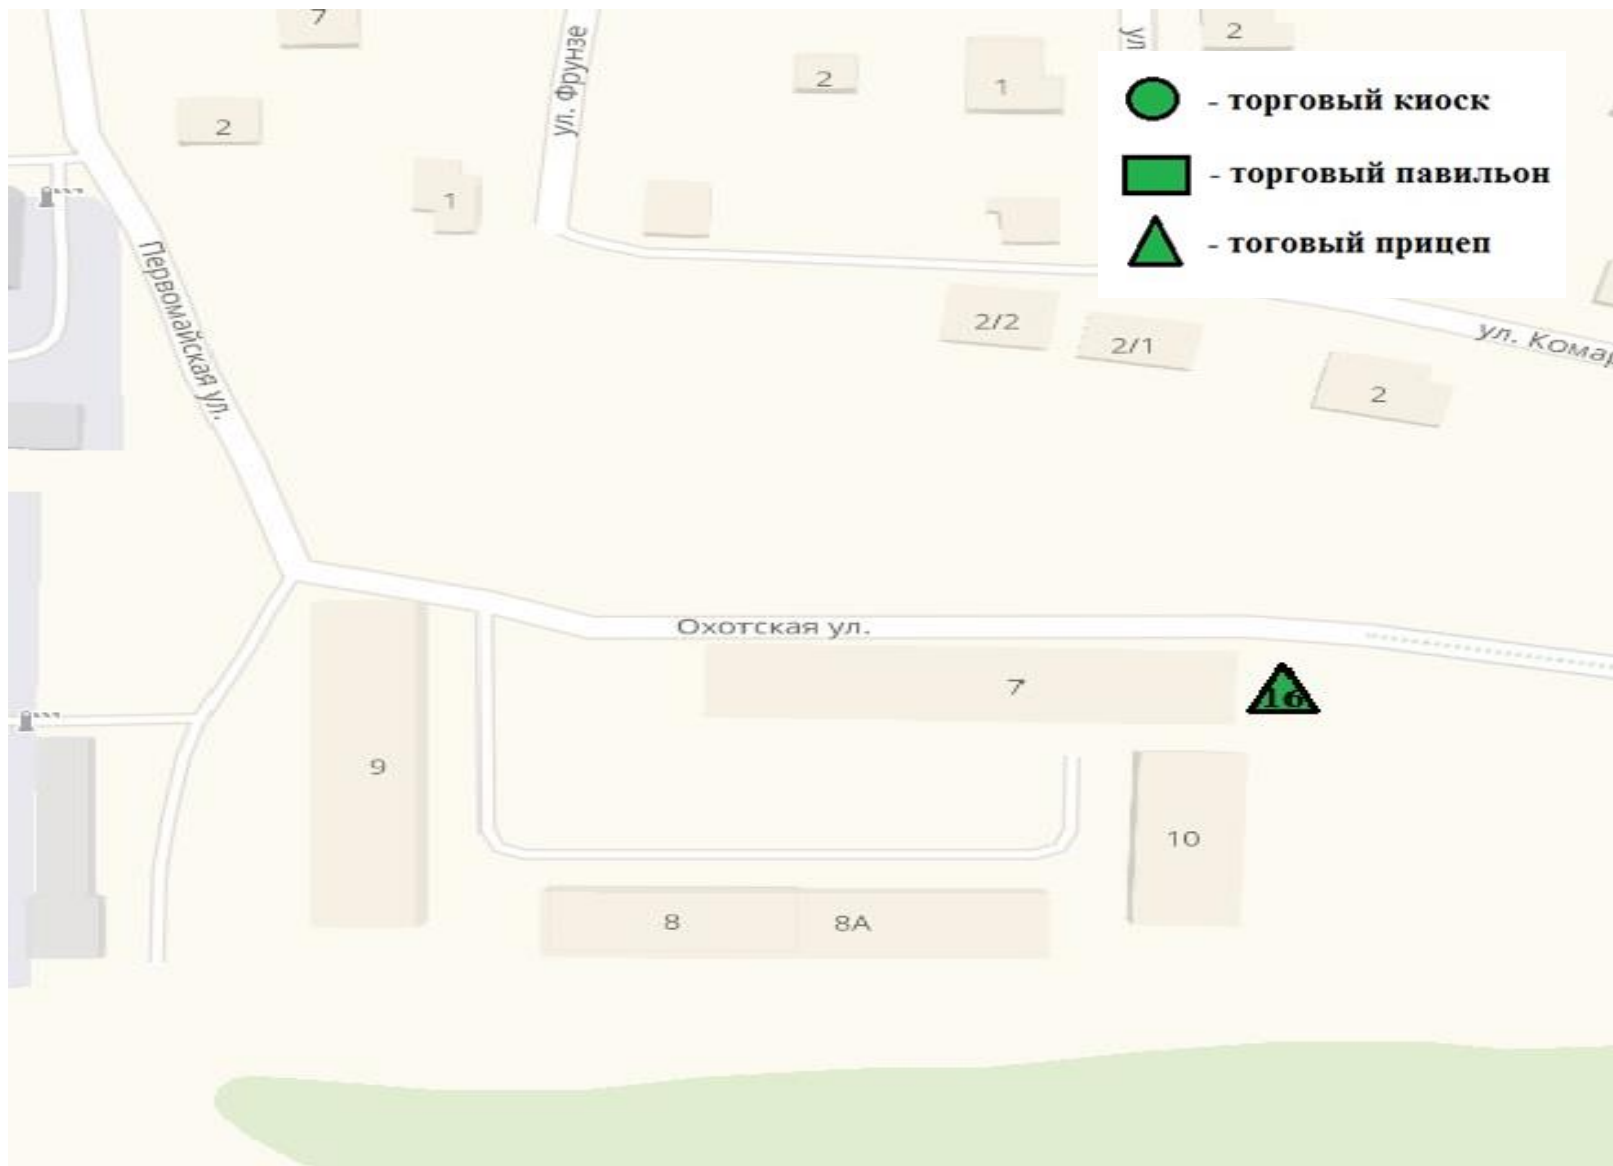 7
ул. Фрунзе
2
1
ул
2
- торговый киоск
2
- торговый павильон
1
- тоговый прицеп
Первомайская ул.
2/2
2/1
ул. Комар
2
Охотская ул.
7
16
9
10
8
8А